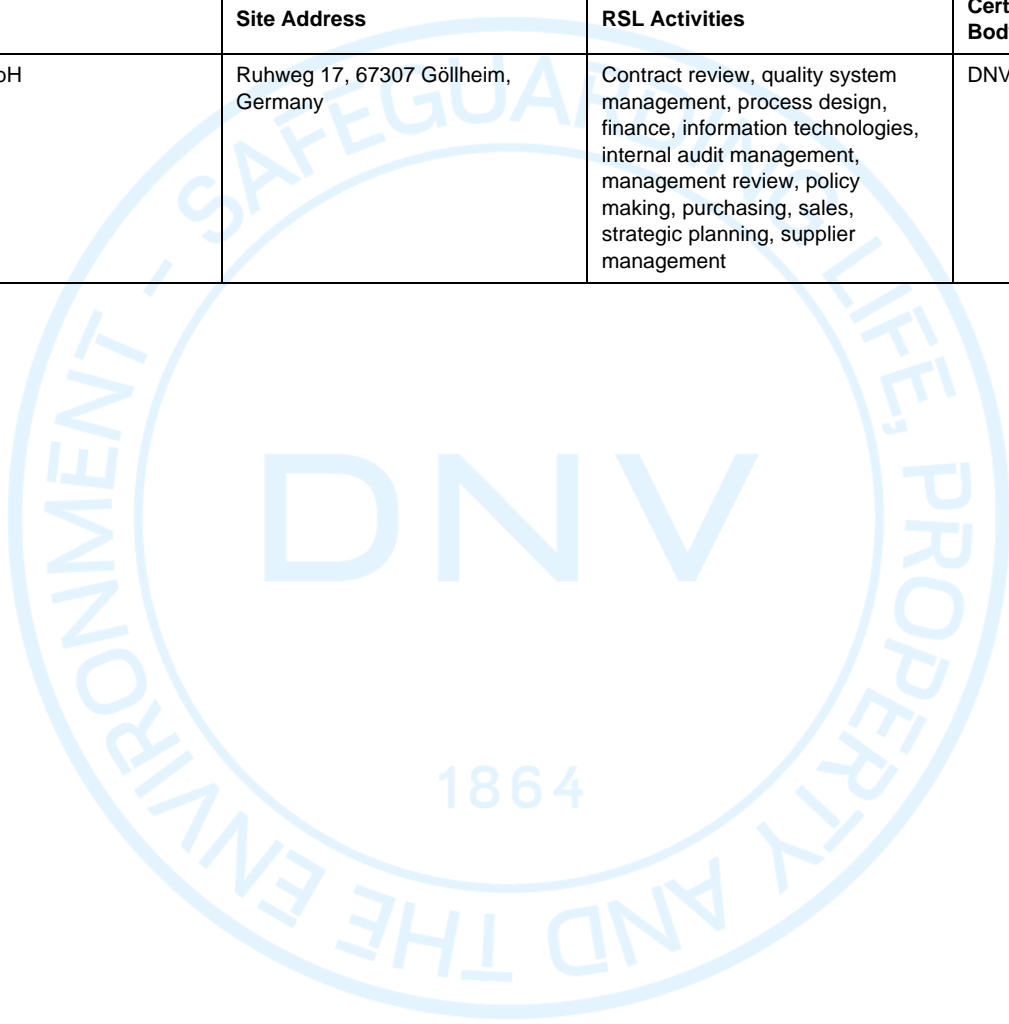 Site Address
RSL Activities
Cert
Bod
bH
Ruhweg 17, 67307 Göllheim,
Germany
Contract review, quality system
management, process design,
finance, information technologies,
internal audit management,
management review, policy
making, purchasing, sales,
strategic planning, supplier
management
DNV
SAFEGUARDING LIFE, PROPERTY AND THE ENVIRONMENT -
DNV
1864